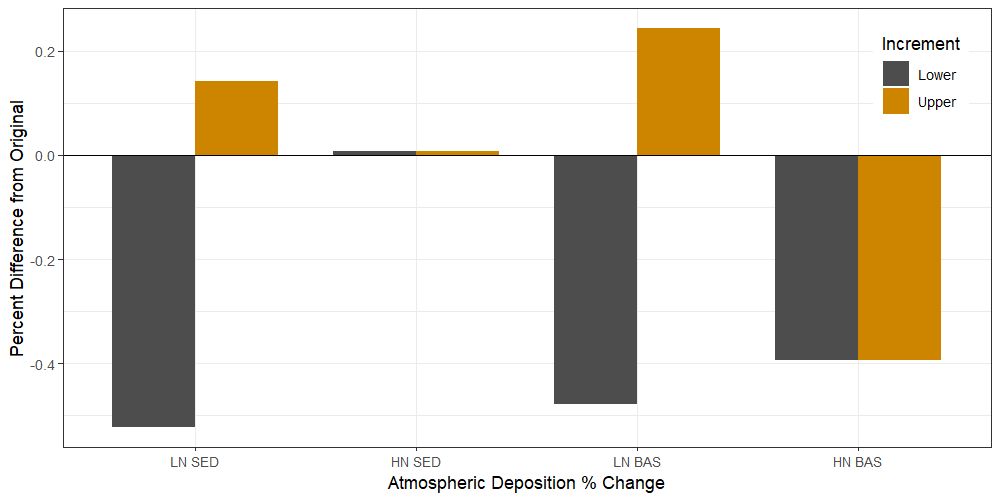 Percent Difference from Original
0.2
0.0
-0.2
-0.4
Increment
Lower
Upper
LN SED
HN SED
LN BAS
HN BAS
Atmospheric Deposition % Change